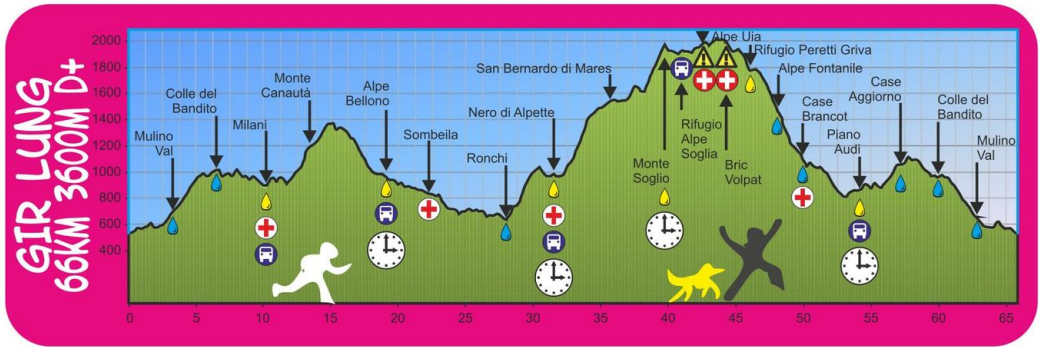 GIR LUNG
66KM 3600M D+
2000
1800
1600
1400
1200
1000
800
600
400
Mulino
Val
Colle del
Bandito
Milani
Monte
Canautà
Alpe
Bellono
Sombeila
Ronchi
Nero di Alpette
San Bernardo di Mares
Monte
Soglio
Rifugio
Alpe
Soglia
Alpe Uia
Bric
Volpat
Rifugio Peretti Griva
Alpe Fontanile
Case
Brancot
Piano
Audi
Case
Aggiorno
Colle del
Bandito
Mulino
Val
0 5 10 15 20 25 30 35 40 45 50 55 60 65